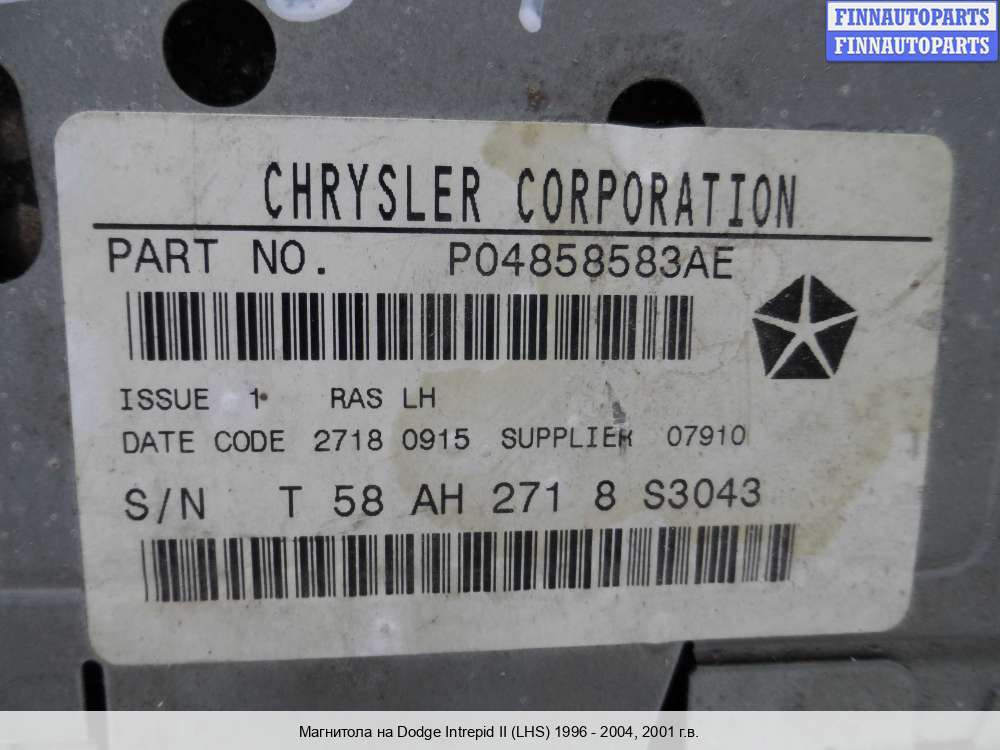 FINNAUTOPARTS
FINNAUTOPARTS
CHRYSLER CORPORATION
PART NO. P04858583AE
ISSUE 1 RAS LH
DATE CODE 2718 0915 SUPPLIER 07910
S/N T 58 AH 271 8 S3043
Магнитола на Dodge Intrepid II (LHS) 1996 - 2004, 2001 г.в.